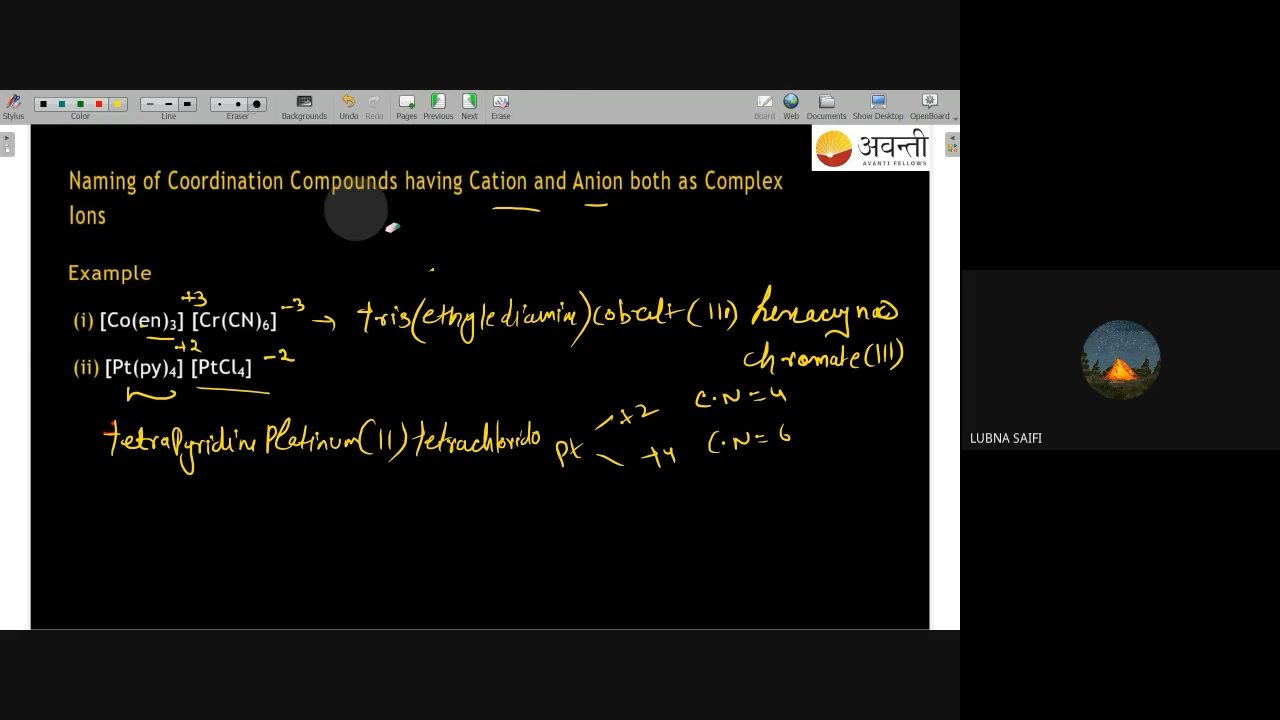 Stylus Color Line Eraser Backgrounds Undo Redo Pages Previous Next Erase Board Web Documents Show Desktop OpenBoard
अवन्ती
AVANTI FELLOWS
Naming of Coordination Compounds having Cation and Anion both as Complex
Ions
Example
+3 -3
(i) [Co(en)₃] [Cr(CN)₆] → tris(ethylediamine)cobalt(III) hexacyano
chromate(III)
+2 -2
(ii) [Pt(py)₄] [PtCl₄]
tetrapyridinePlatinum(II) tetrachlorido
Pt +2 C.N = 4
+4 C.N = 6
LUBNA SAIFI